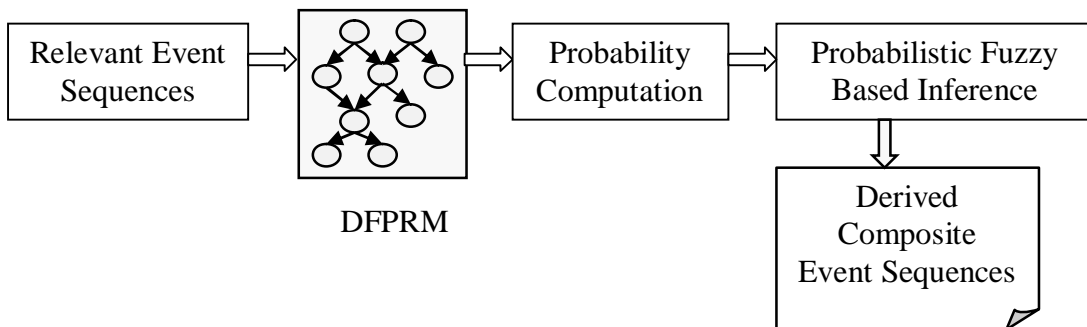 Relevant Event
Sequences
DFPRM
Probability
Computation
Probabilistic Fuzzy
Based Inference
Derived
Composite
Event Sequences